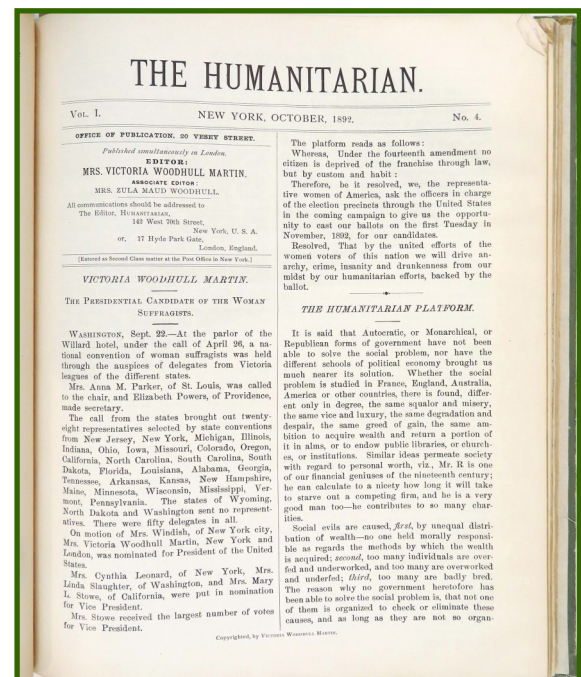 THE HUMANITARIAN.
VOL. I.
NEW YORK, OCTOBER, 1892.
No. 4.
OFFICE OF PUBLICATION, 20 VESEY STREET.
Published simultaneously in London.
EDITOR:
MRS. VICTORIA WOODHULL MARTIN.
ASSOCIATE EDITOR:
MRS. ZULA MAUD WOODHULL.
All communications should be addressed to
The Editor, HUMANITARIAN,
142 West 70th Street,
New York, U. S. A.
or, 17 Hyde Park Gate,
London, England.
[Entered as Second Class matter at the Post Office in New York.]
VICTORIA WOODHULL MARTIN.
THE PRESIDENTIAL CANDIDATE OF THE WOMAN
SUFFRAGISTS.
WASHINGTON, Sept. 22.—At the parlor of the
Willard hotel, under the call of April 26, a na-
tional convention of woman suffragists was held
through the auspices of delegates from Victoria
leagues of the different states.
Mrs. Anna M. Parker, of St. Louis, was called
to the chair, and Elizabeth Powers, of Providence,
made secretary.
The call from the states brought out twenty-
eight representatives selected by state conventions
from New Jersey, New York, Michigan, Illinois,
Indiana, Ohio, Iowa, Missouri, Colorado, Oregon,
California, North Carolina, South Carolina, South
Dakota, Florida, Louisiana, Alabama, Georgia,
Tennessee, Arkansas, Kansas, New Hampshire,
Maine, Minnesota, Wisconsin, Mississippi, Ver-
mont, Pennsylvania. The states of Wyoming,
North Dakota and Washington sent no represent-
atives. There were fifty delegates in all.
On motion of Mrs. Windish, of New York city,
Mrs. Victoria Woodhull Martin, New York and
London, was nominated for President of the United
States.
Mrs. Cynthia Leonard, of New York, Mrs.
Linda Slaughter, of Washington, and Mrs. Mary
L. Stowe, of California, were put in nomination
for Vice President.
Mrs. Stowe received the largest number of votes
for Vice President.
The platform reads as follows:
Whereas, Under the fourteenth amendment no
citizen is deprived of the franchise through law,
but by custom and habit:
Therefore, be it resolved, we, the representa-
tive women of America, ask the officers in charge
of the election precincts through the United States
in the coming campaign to give us the opportu-
nity to cast our ballots on the first Tuesday in
November, 1892, for our candidates.
Resolved, That by the united efforts of the
women voters of this nation we will drive an-
archy, crime, insanity and drunkenness from our
midst by our humanitarian efforts, backed by the
ballot.
THE HUMANITARIAN PLATFORM.
It is said that Autocratic, or Monarchical, or
Republican forms of government have not been
able to solve the social problem, nor have the
different schools of political economy brought us
much nearer its solution. Whether the social
problem is studied in France, England, Australia,
America or other countries, there is found, differ-
ent only in degree, the same squalor and misery,
the same vice and luxury, the same degradation and
despair, the same greed of gain, the same am-
bition to acquire wealth and return a portion of
it in alms, or to endow public libraries, or church-
es, or institutions. Similar ideas permeate society
with regard to personal worth, viz., Mr. R is one
of our financial geniuses of the nineteenth century;
he can calculate to a nicety how long it will take
to starve out a competing firm, and he is a very
good man too—he contributes to so many char-
ities.
Social evils are caused, first, by unequal distri-
bution of wealth—no one held morally responsi-
ble as regards the methods by which the wealth
is acquired; second, too many individuals are over-
fed and underworked, and too many are overworked
and underfed; third, too many are badly bred.
The reason why no government heretofore has
been able to solve the social problem is, that not one
of them is organized to check or eliminate these
causes, and as long as they are not so organ-
Copyrighted, by VICTORIA WOODHULL MARTIN.